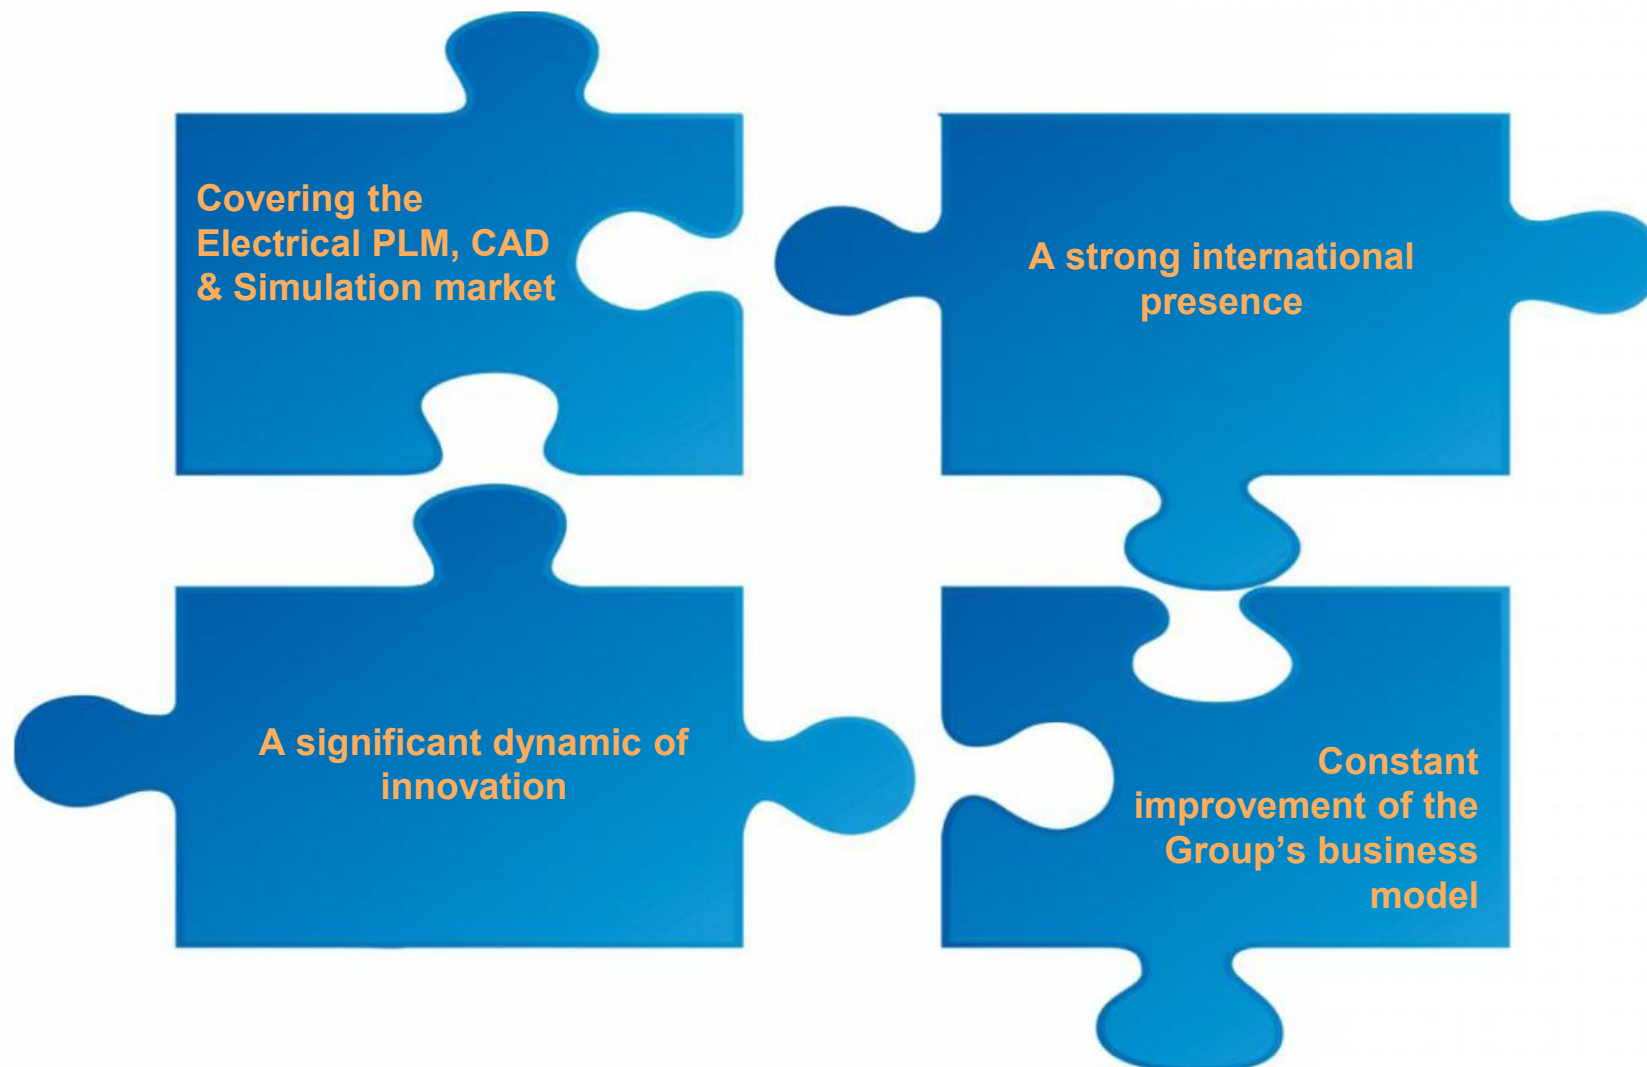 Covering the
Electrical PLM, CAD
& Simulation market
A strong international
presence
A significant dynamic of
innovation
Constant
improvement of the
Group’s business
model